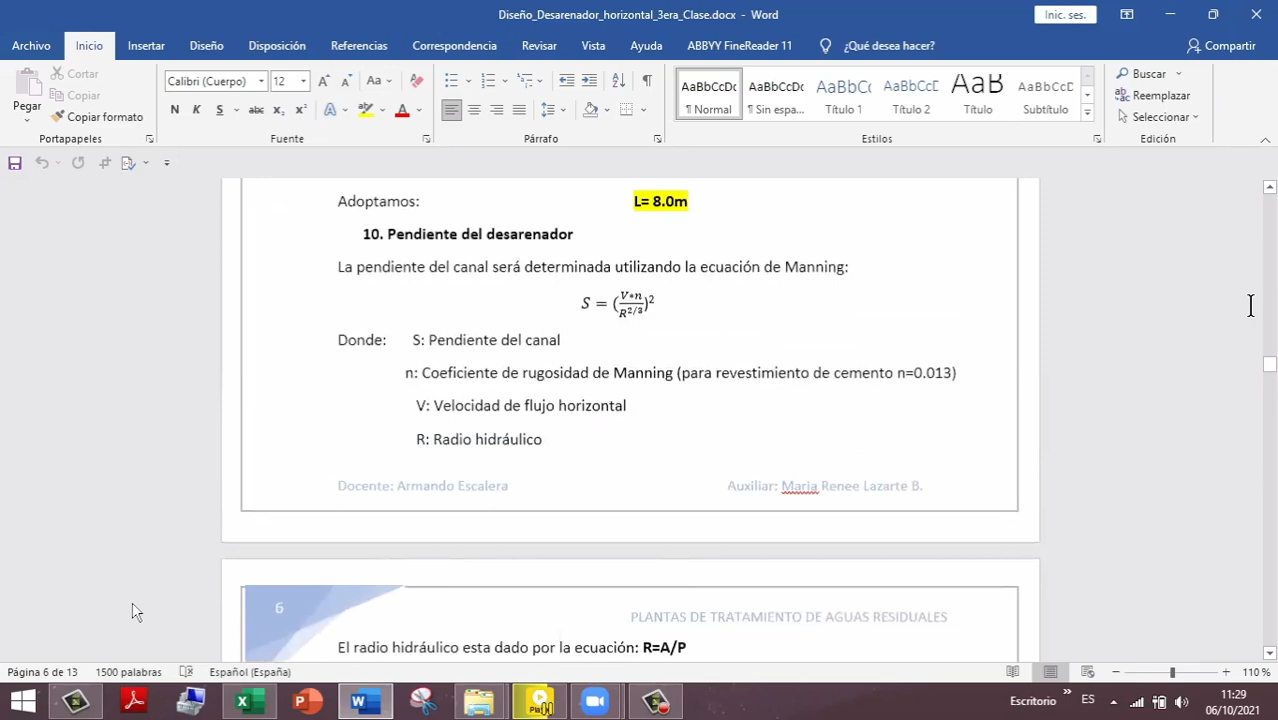 Diseño_Desarenador_horizontal_3era_Clase.docx - Word
Inic. ses.
Archivo Inicio Insertar Diseño Disposición Referencias Correspondencia Revisar Vista Ayuda ABBYY FineReader 11 ¿Qué desea hacer? Compartir
Pegar
Cortar
Copiar
Copiar formato
Portapapeles
Calibri (Cuerpo) 12
N K S abc x₂ x²
Fuente
Párrafo
AaBbCcDc AaBbCcDc AaBbCcC AaBbCcD AaB AaBbCcD
¶ Normal ¶ Sin espa... Título 1 Título 2 Título Subtítulo
Estilos
Buscar
Reemplazar
Seleccionar
Edición
Adoptamos: L= 8.0m
10. Pendiente del desarenador
La pendiente del canal será determinada utilizando la ecuación de Manning:
S = (V*n/R^2/3)^2
Donde: S: Pendiente del canal
n: Coeficiente de rugosidad de Manning (para revestimiento de cemento n=0.013)
V: Velocidad de flujo horizontal
R: Radio hidráulico
Docente: Armando Escalera Auxiliar: Maria Renee Lazarte B.
6
PLANTAS DE TRATAMIENTO DE AGUAS RESIDUALES
El radio hidráulico esta dado por la ecuación: R=A/P
Página 6 de 13 1500 palabras Español (España) 110 %
Escritorio ES 11:29
06/10/2021